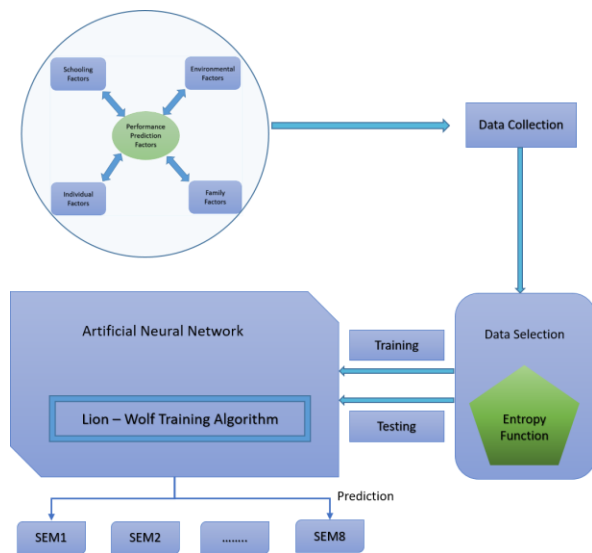 Schooling
Factors
Environmental
Factors
Performance
Prediction
Factors
Individual
Factors
Family
Factors
Data Collection
Artificial Neural Network
Lion – Wolf Training Algorithm
Training
Testing
Data Selection
Entropy
Function
Prediction
SEM1
SEM2
........
SEM8